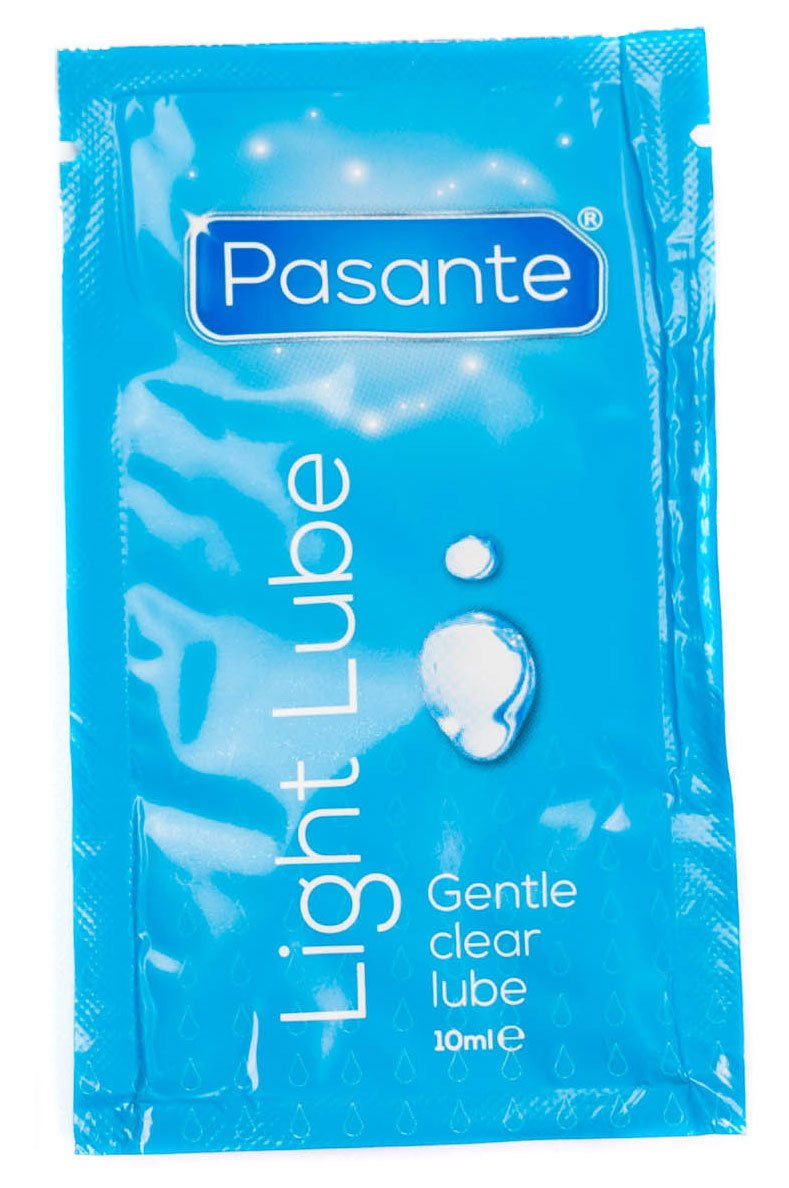 Pasante®
Light Lube
Gentle
clear
lube
10ml ℮